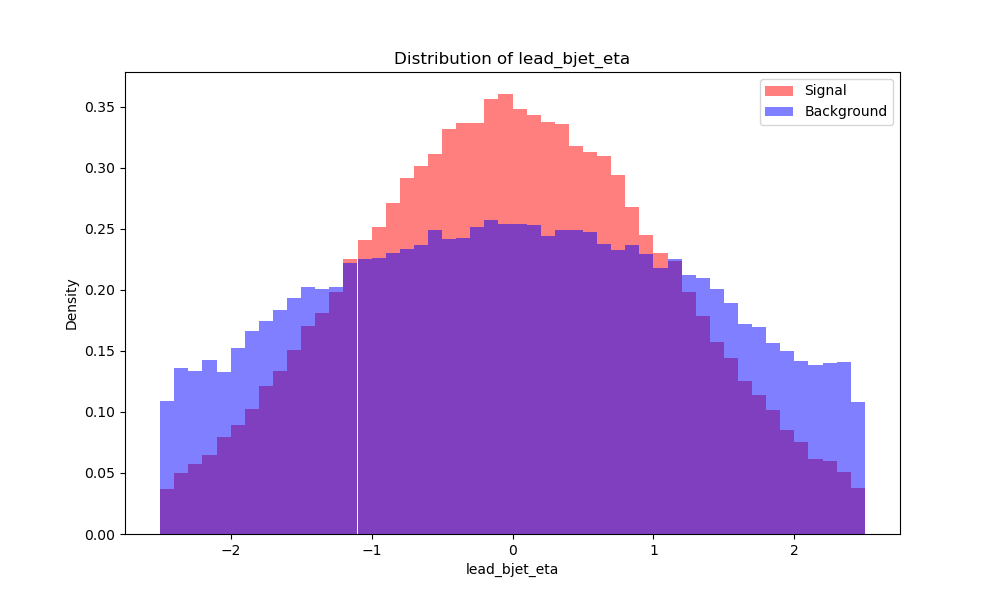 Distribution of lead_bjet_eta
Signal
Background
0.35
0.30
0.25
0.20
0.15
0.10
0.05
0.00
Density
−2
−1
0
1
2
lead_bjet_eta